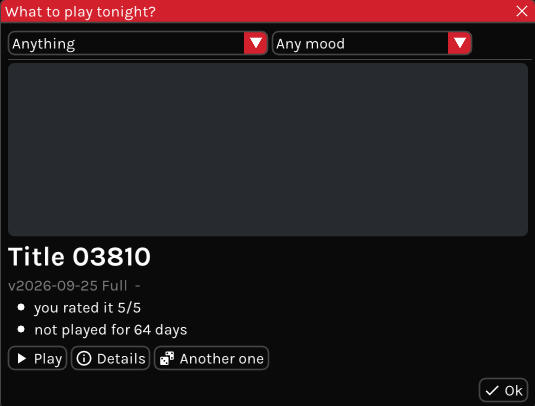 What to play tonight?
Anything Any mood
Title 03810
v2026-09-25 Full -
you rated it 5/5
not played for 64 days
Play Details Another one
Ok